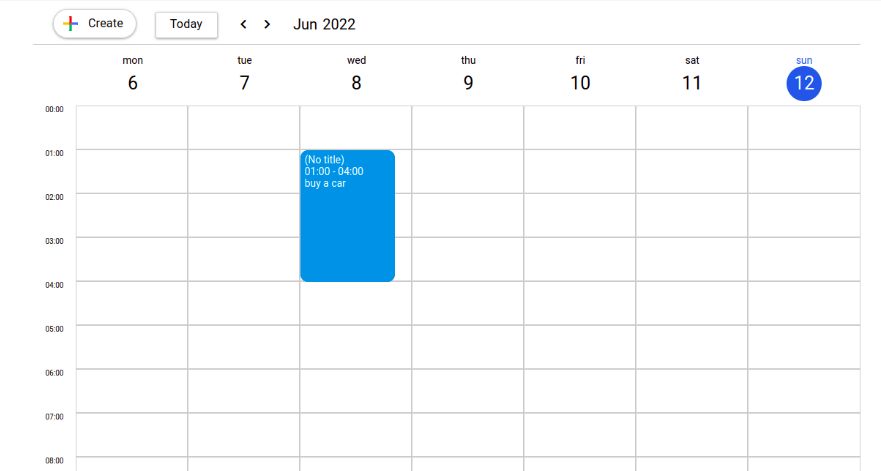 Create Today Jun 2022
mon tue wed thu fri sat sun
6 7 8 9 10 11 12
00:00
01:00
(No title)
01:00 - 04:00
buy a car
02:00
03:00
04:00
05:00
06:00
07:00
08:00